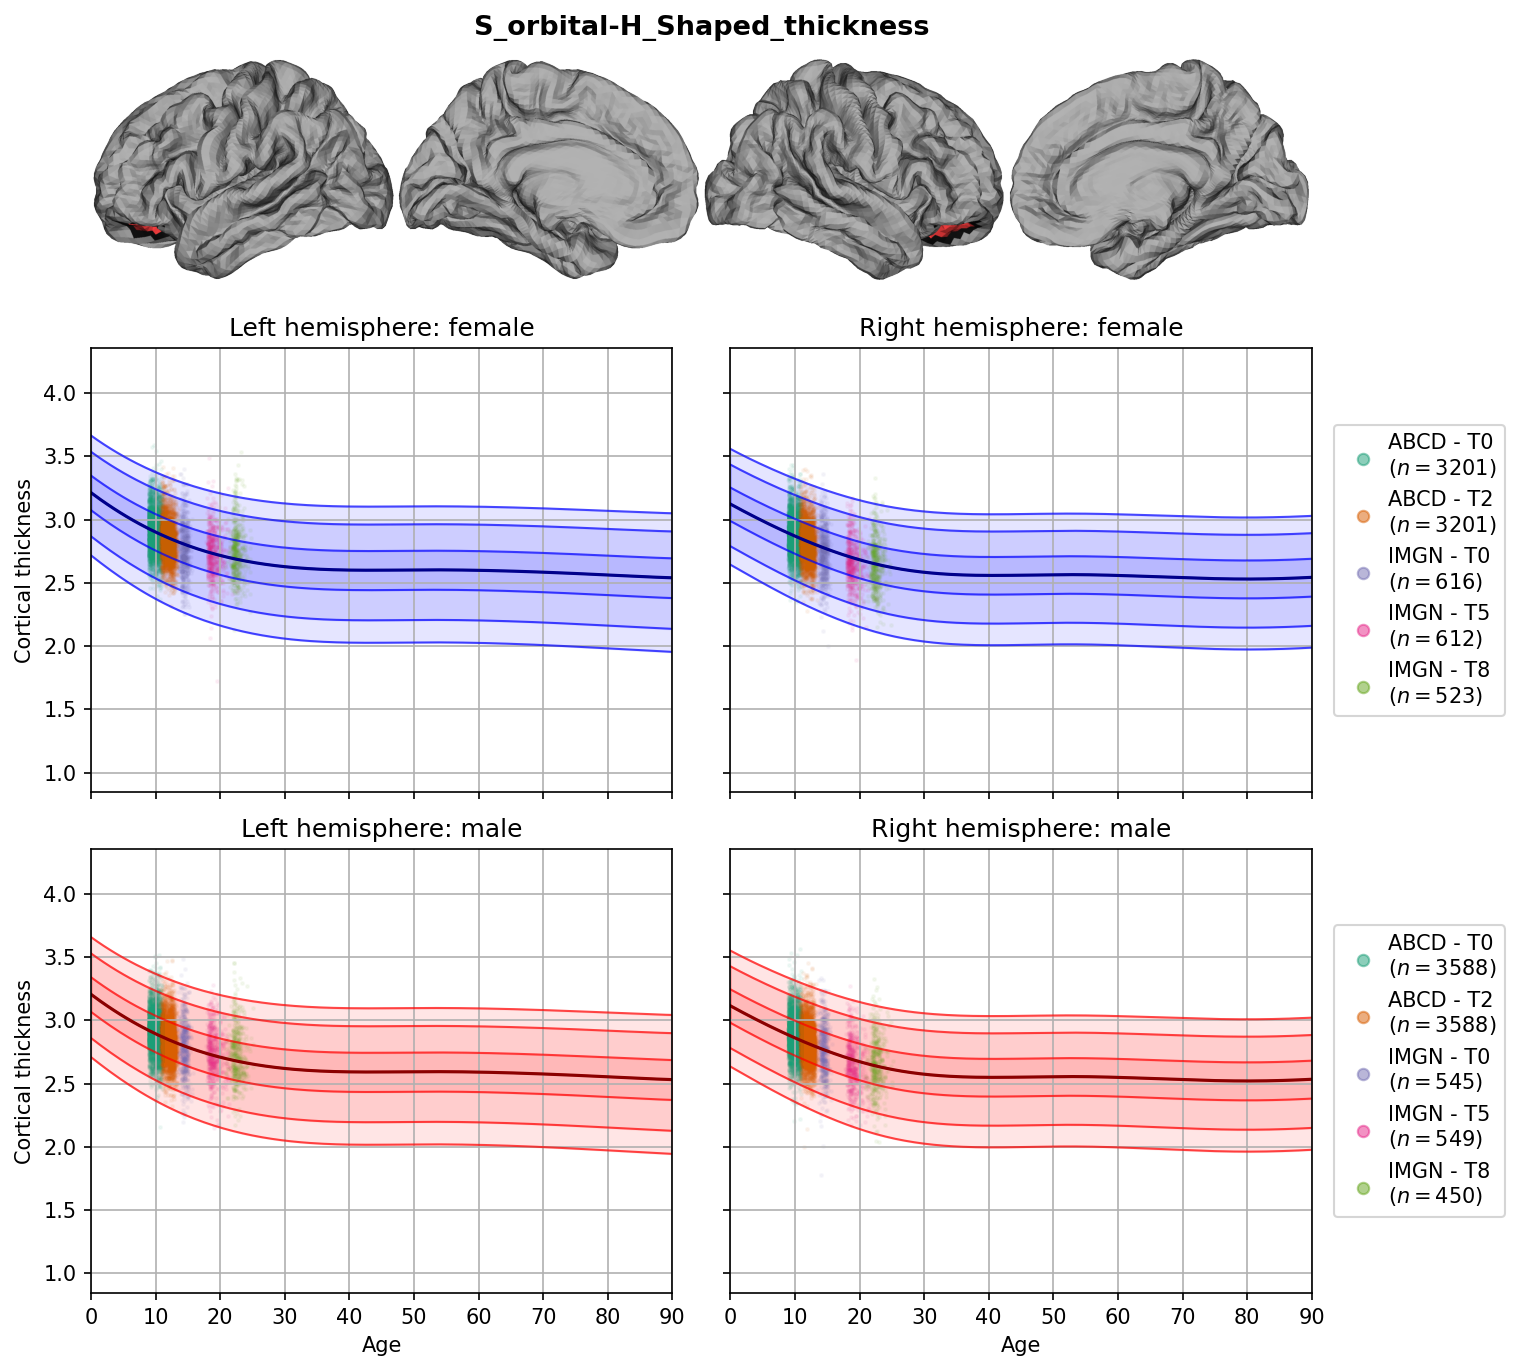 S_orbital-H_Shaped_thickness
Left hemisphere: female
Right hemisphere: female
Cortical thickness
4.0
3.5
3.0
2.5
2.0
1.5
1.0
ABCD - T0
(n = 3201)
ABCD - T2
(n = 3201)
IMGN - T0
(n = 616)
IMGN - T5
(n = 612)
IMGN - T8
(n = 523)
Left hemisphere: male
Right hemisphere: male
Cortical thickness
4.0
3.5
3.0
2.5
2.0
1.5
1.0
0 10 20 30 40 50 60 70 80 90
0 10 20 30 40 50 60 70 80 90
Age
Age
ABCD - T0
(n = 3588)
ABCD - T2
(n = 3588)
IMGN - T0
(n = 545)
IMGN - T5
(n = 549)
IMGN - T8
(n = 450)